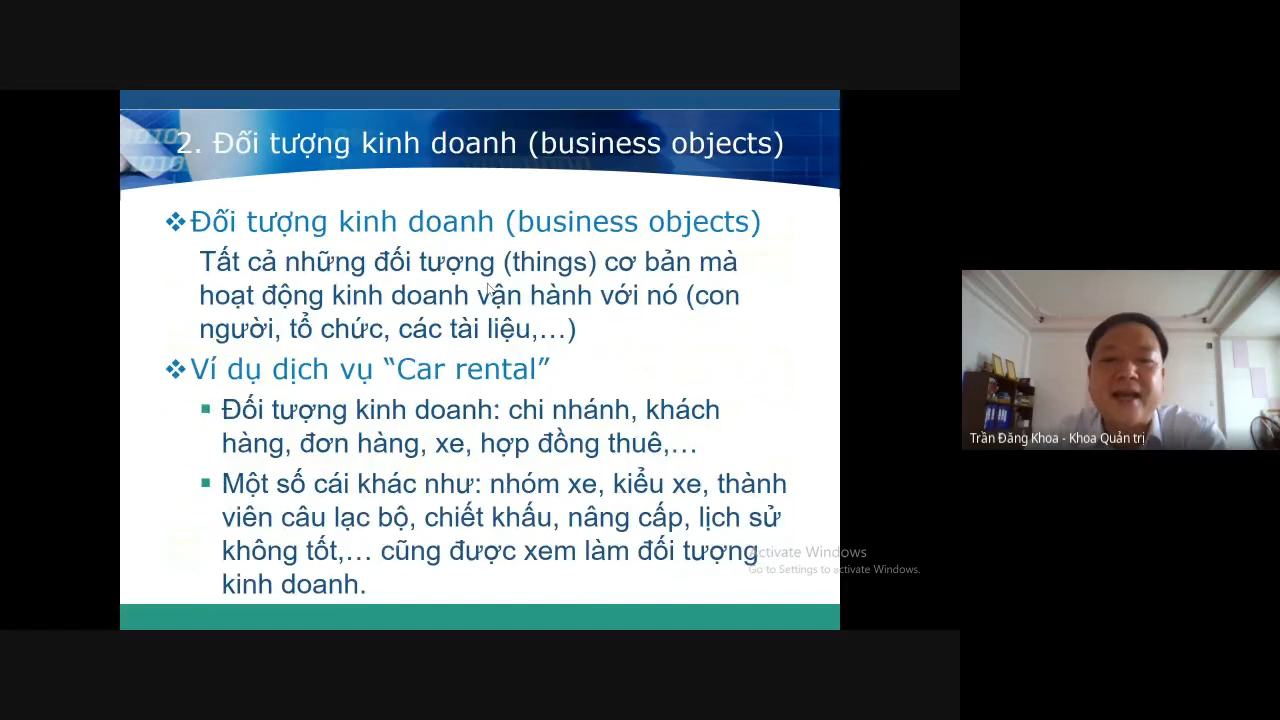 2. Đối tượng kinh doanh (business objects)
❖Đối tượng kinh doanh (business objects)
Tất cả những đối tượng (things) cơ bản mà
hoạt động kinh doanh vận hành với nó (con
người, tổ chức, các tài liệu,…)
❖Ví dụ dịch vụ “Car rental”
▪ Đối tượng kinh doanh: chi nhánh, khách
hàng, đơn hàng, xe, hợp đồng thuê,…
▪ Một số cái khác như: nhóm xe, kiểu xe, thành
viên câu lạc bộ, chiết khấu, nâng cấp, lịch sử
không tốt,… cũng được xem làm đối tượng
kinh doanh.
Activate Windows
Go to Settings to activate Windows.
Trần Đăng Khoa - Khoa Quản trị